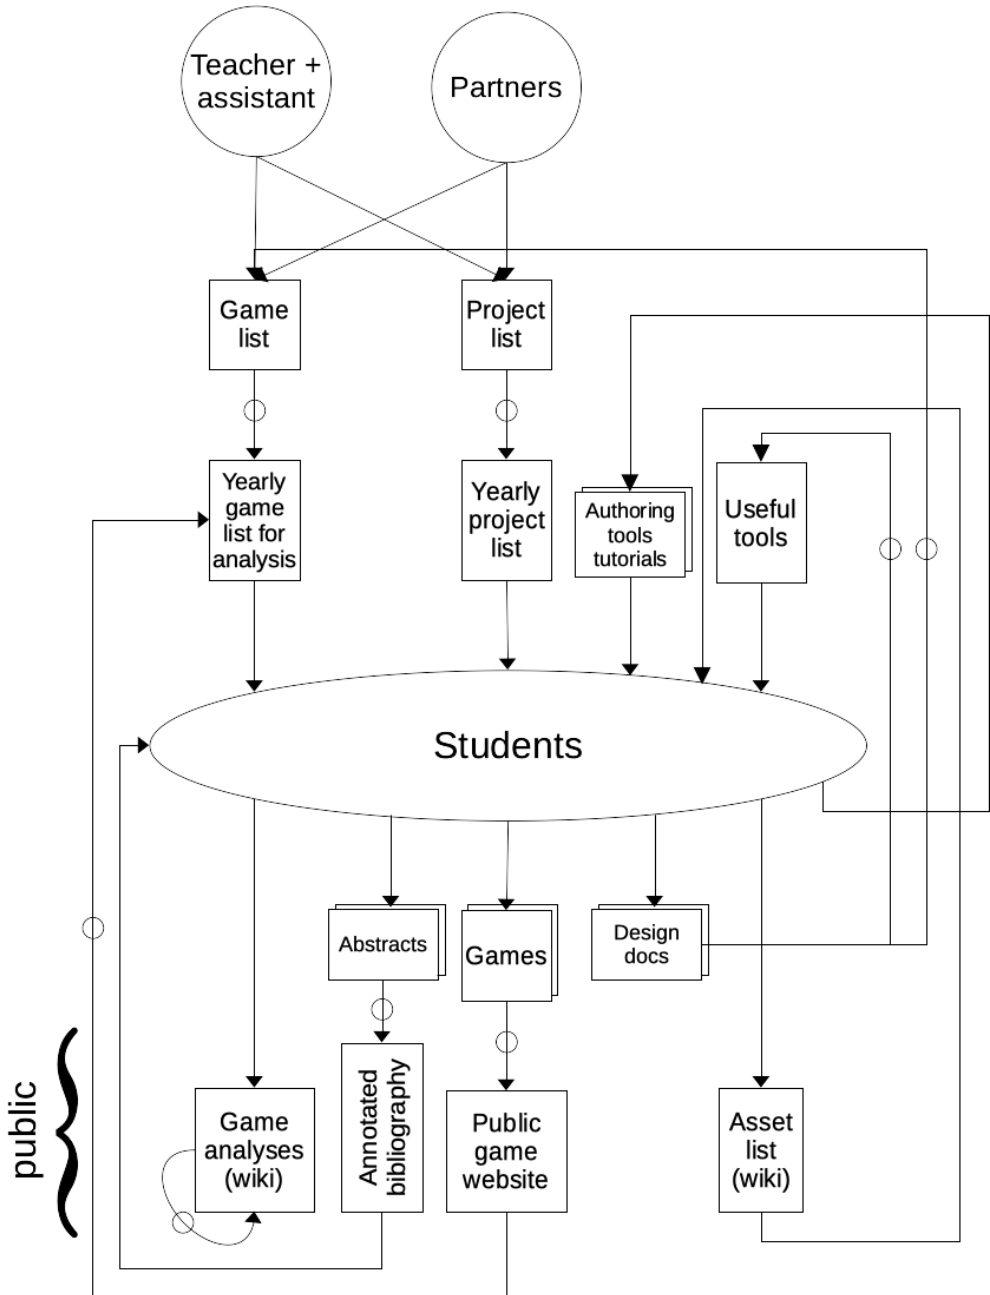 Teacher +
assistant
Partners
Game
list
Project
list
Yearly
game
list for
analysis
Yearly
project
list
Authoring
tools
tutorials
Useful
tools
Students
Abstracts
Games
Design
docs
public
Game
analyses
(wiki)
Annotated
bibliography
Public
game
website
Asset
list
(wiki)